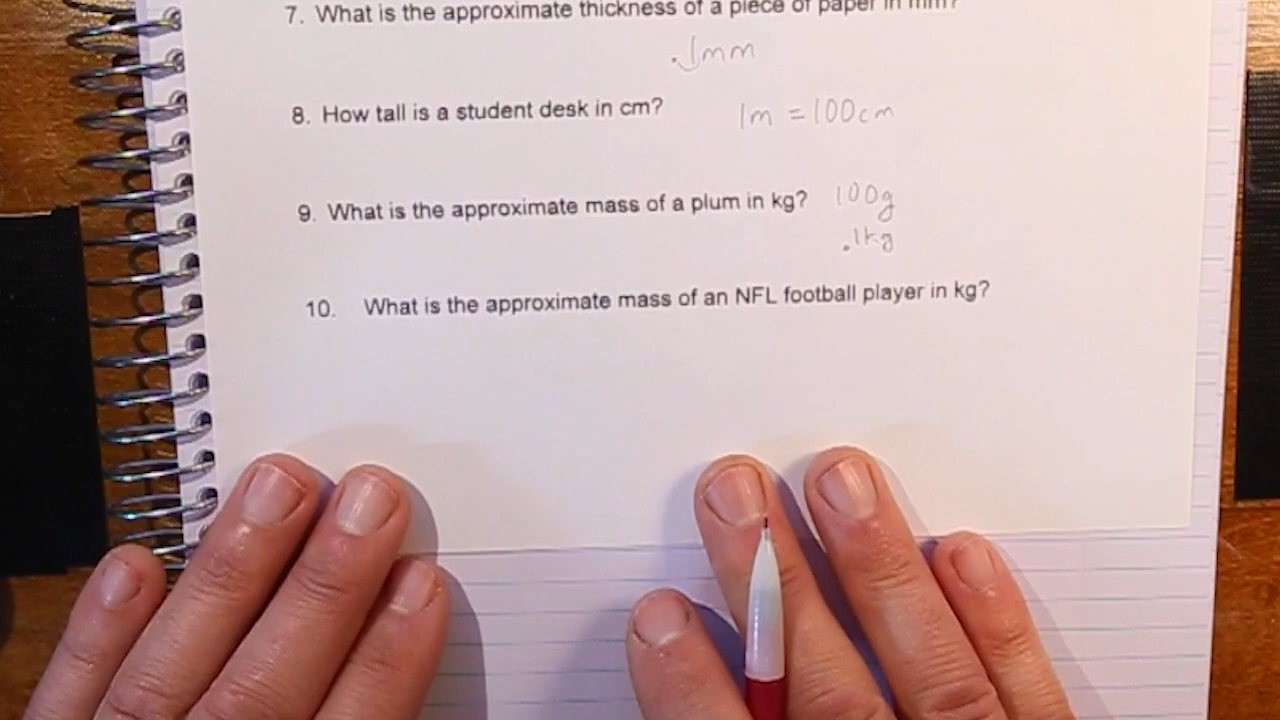 7. What is the approximate thickness of a piece of paper in mm?
.1mm
8. How tall is a student desk in cm? 1m = 100cm
9. What is the approximate mass of a plum in kg? 100g
.1kg
10. What is the approximate mass of an NFL football player in kg?